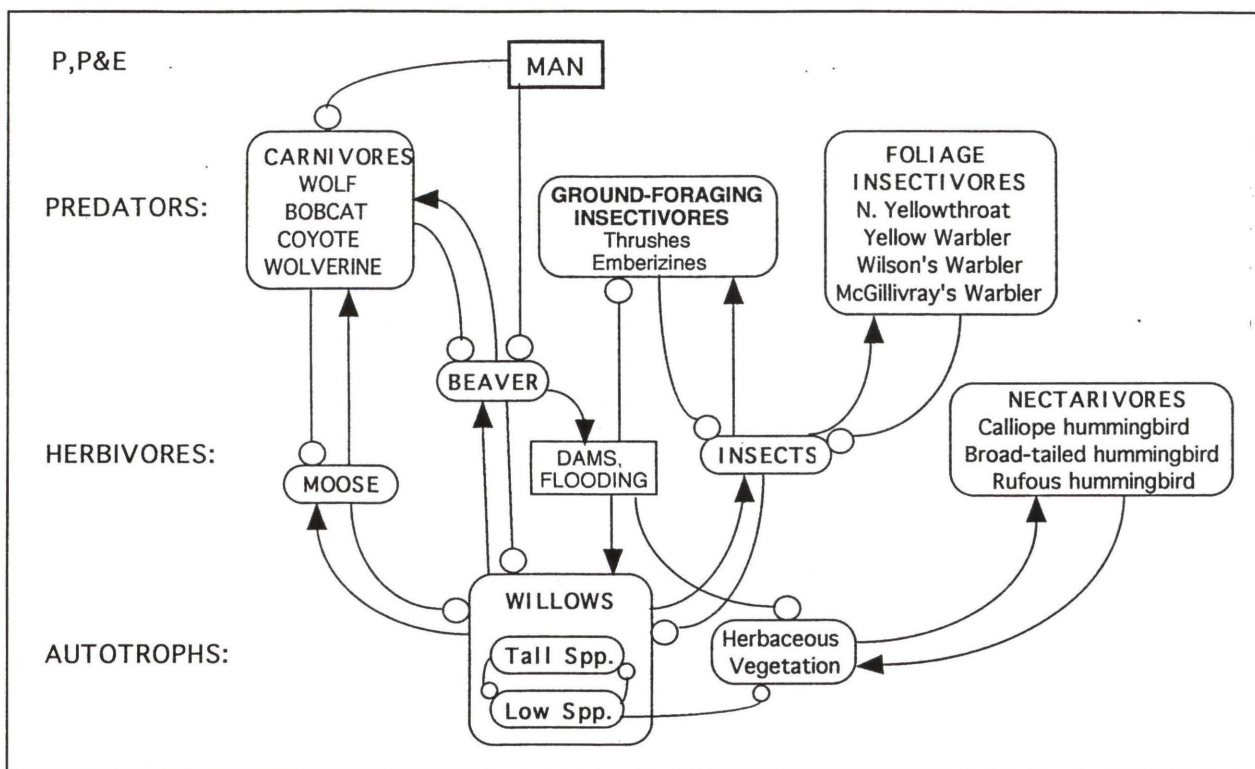 P,P&E
MAN
PREDATORS:
CARNIVORES
WOLF
BOBCAT
COYOTE
WOLVERINE
GROUND-FORAGING
INSECTIVORES
Thrushes
Emberizines
FOLIAGE
INSECTIVORES
N. Yellowthroat
Yellow Warbler
Wilson's Warbler
McGillivray's Warbler
HERBIVORES:
MOOSE
BEAVER
DAMS,
FLOODING
INSECTS
NECTARIVORES
Calliope hummingbird
Broad-tailed hummingbird
Rufous hummingbird
AUTOTROPHS:
WILLOWS
Tall Spp.
Low Spp.
Herbaceous
Vegetation